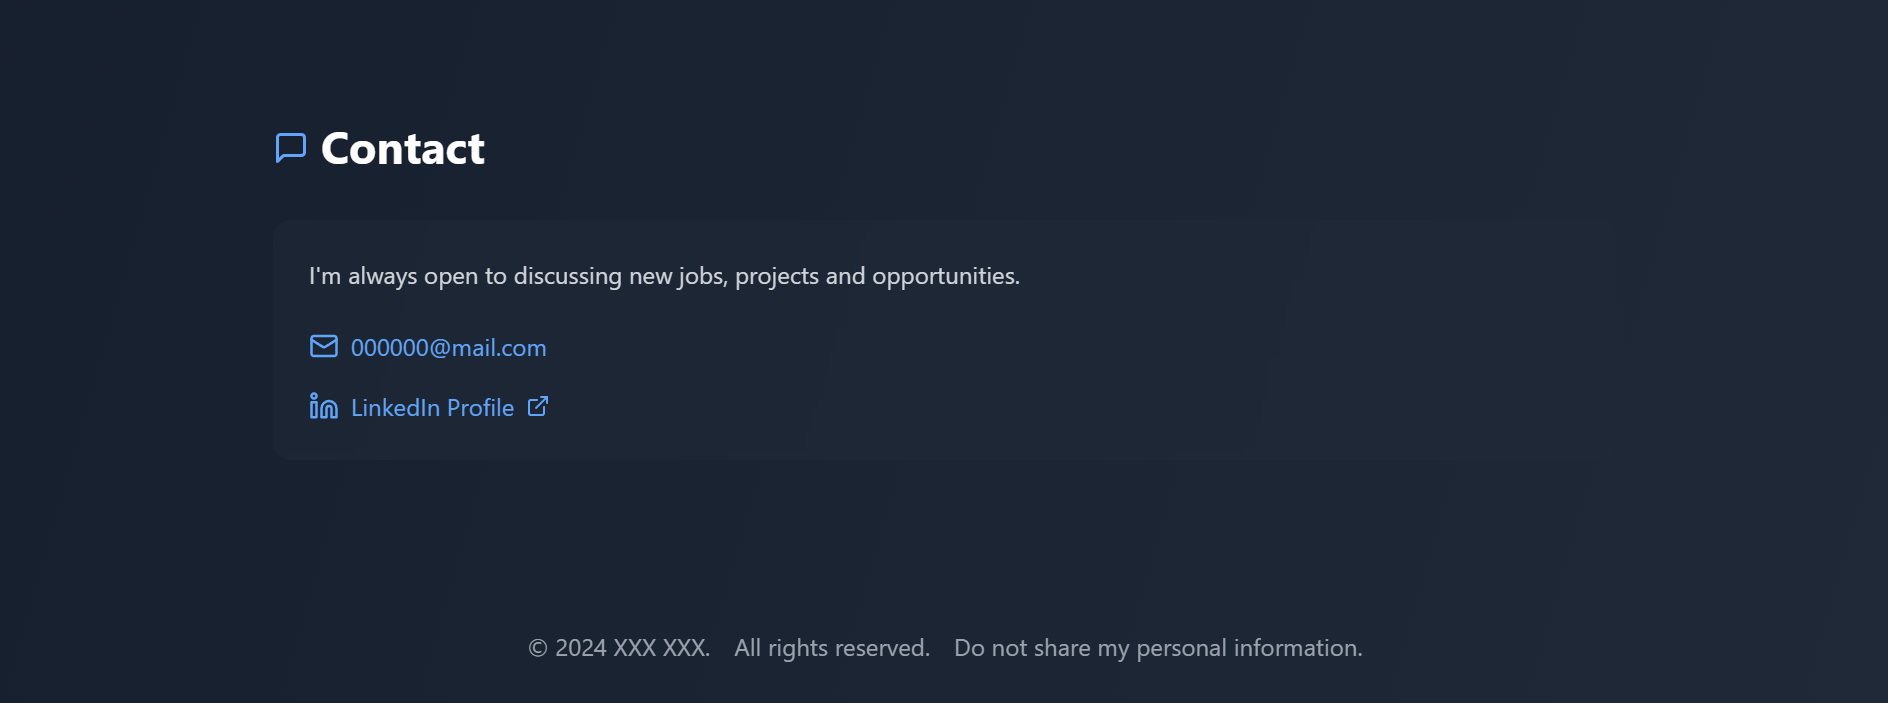 Contact
I'm always open to discussing new jobs, projects and opportunities.
000000@mail.com
LinkedIn Profile
© 2024 XXX XXX. All rights reserved. Do not share my personal information.